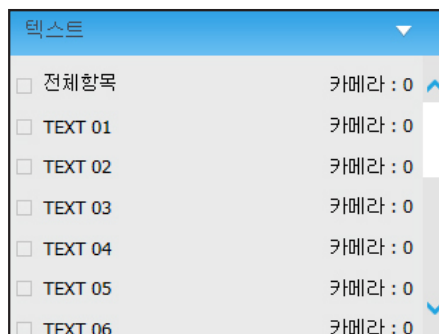 텍스트
전체항목 카메라 : 0
TEXT 01 카메라 : 0
TEXT 02 카메라 : 0
TEXT 03 카메라 : 0
TEXT 04 카메라 : 0
TEXT 05 카메라 : 0
TEXT 06 카메라 : 0